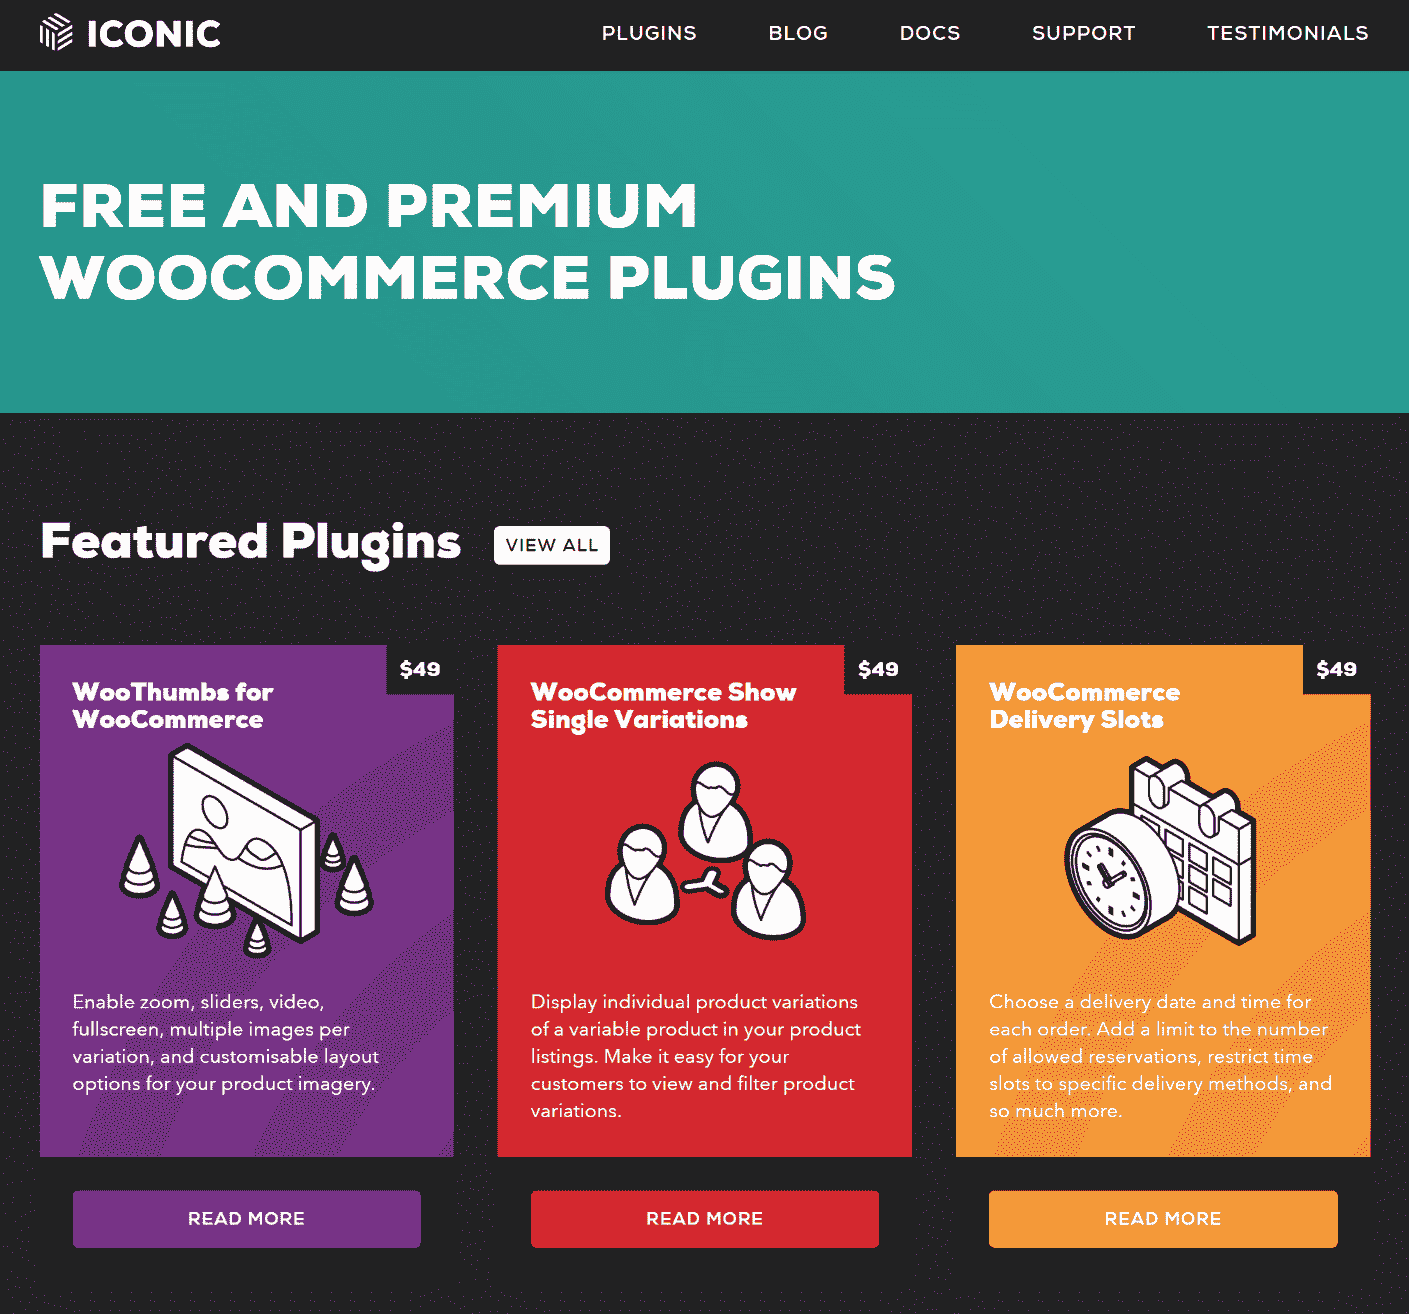 ICONIC
PLUGINS BLOG DOCS SUPPORT TESTIMONIALS
FREE AND PREMIUM
WOOCOMMERCE PLUGINS
Featured Plugins VIEW ALL
$49
WooThumbs for
WooCommerce
Enable zoom, sliders, video,
fullscreen, multiple images per
variation, and customisable layout
options for your product imagery.
READ MORE
$49
WooCommerce Show
Single Variations
Display individual product variations
of a variable product in your product
listings. Make it easy for your
customers to view and filter product
variations.
READ MORE
$49
WooCommerce
Delivery Slots
Choose a delivery date and time for
each order. Add a limit to the number
of allowed reservations, restrict time
slots to specific delivery methods, and
so much more.
READ MORE